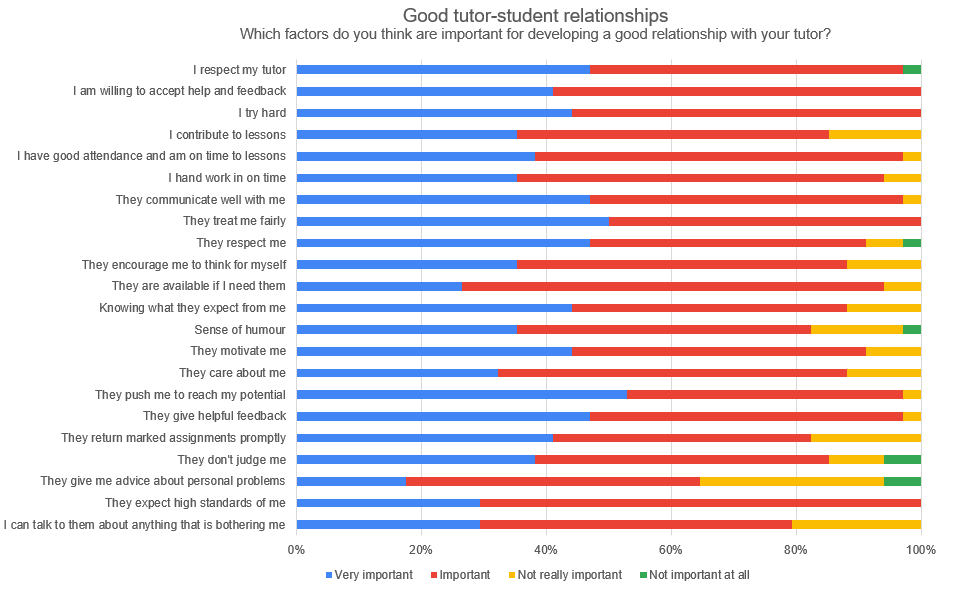 Good tutor-student relationships
Which factors do you think are important for developing a good relationship with your tutor?
I respect my tutor
I am willing to accept help and feedback
I try hard
I contribute to lessons
I have good attendance and am on time to lessons
I hand work in on time
They communicate well with me
They treat me fairly
They respect me
They encourage me to think for myself
They are available if I need them
Knowing what they expect from me
Sense of humour
They motivate me
They care about me
They push me to reach my potential
They give helpful feedback
They return marked assignments promptly
They don't judge me
They give me advice about personal problems
They expect high standards of me
I can talk to them about anything that is bothering me
0% 20% 40% 60% 80% 100%
Very important Important Not really important Not important at all